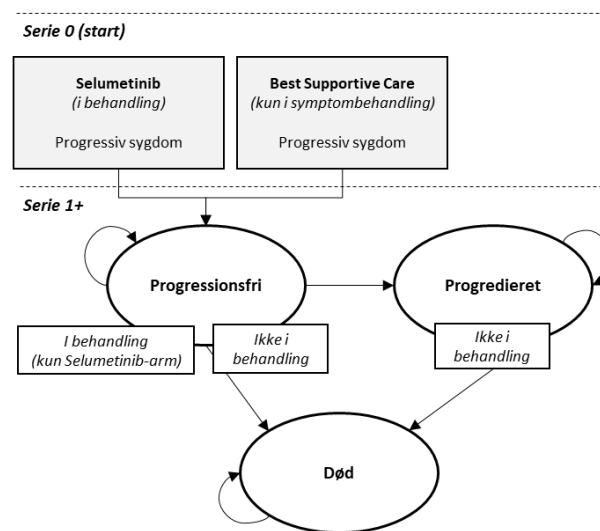 Serie 0 (start)
Selumetinib
(i behandling)
Progressiv sygdom
Best Supportive Care
(kun i symptombehandling)
Progressiv sygdom
Serie 1+
Progressionsfri
Progredieret
I behandling
(kun Selumetinib-arm)
Ikke i
behandling
Ikke i
behandling
Død